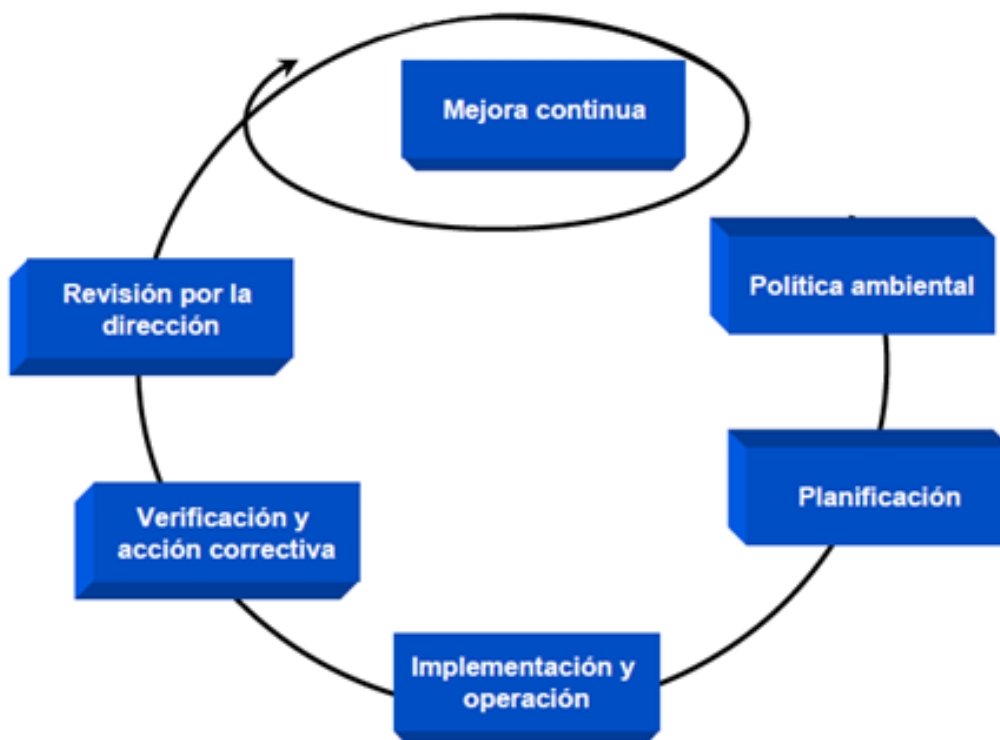 Mejora continua
Política ambiental
Planificación
Implementación y
operación
Verificación y
acción correctiva
Revisión por la
dirección